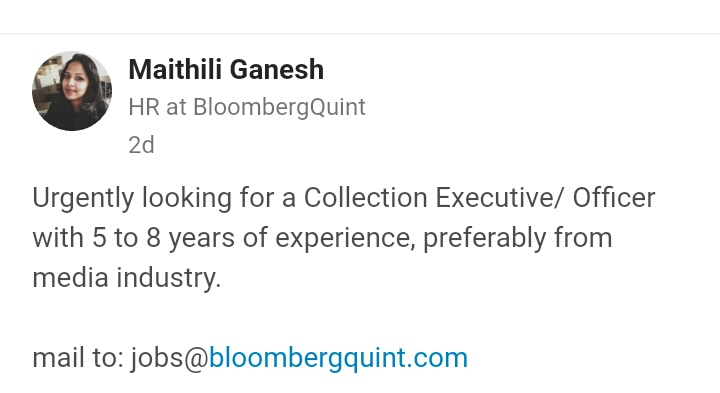 Maithili Ganesh
HR at BloombergQuint
2d
Urgently looking for a Collection Executive/ Officer
with 5 to 8 years of experience, preferably from
media industry.
mail to: jobs@bloombergquint.com